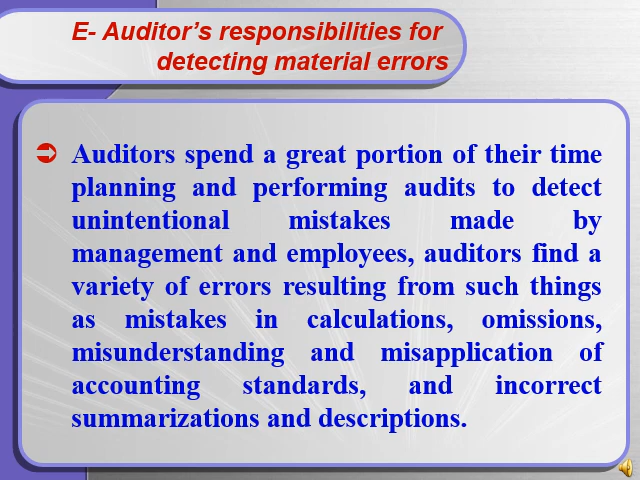 E- Auditor’s responsibilities for
detecting material errors
Auditors spend a great portion of their time
planning and performing audits to detect
unintentional mistakes made by
management and employees, auditors find a
variety of errors resulting from such things
as mistakes in calculations, omissions,
misunderstanding and misapplication of
accounting standards, and incorrect
summarizations and descriptions.